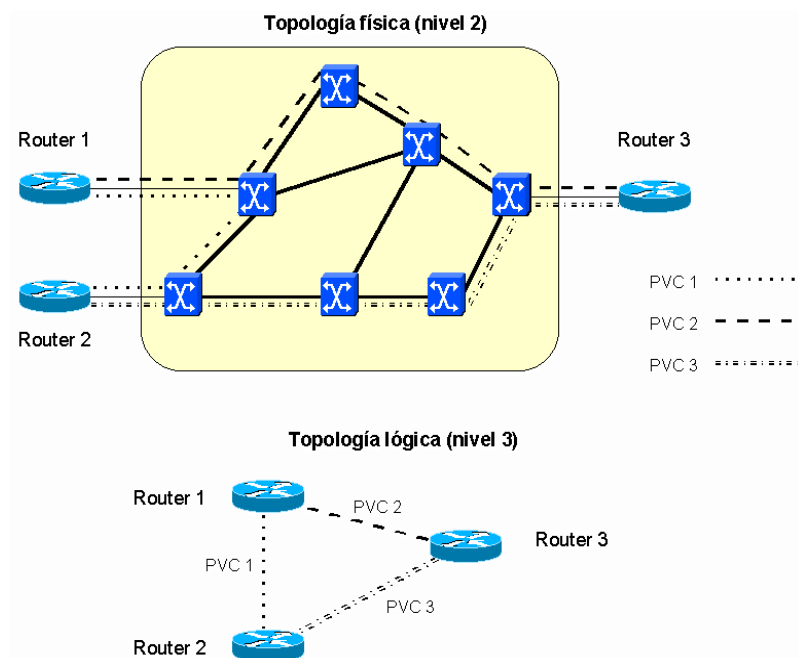 Topología física (nivel 2)
Router 1
Router 3
Router 2
PVC 1
PVC 2
PVC 3
Topología lógica (nivel 3)
Router 1
PVC 2
Router 3
PVC 1
PVC 3
Router 2